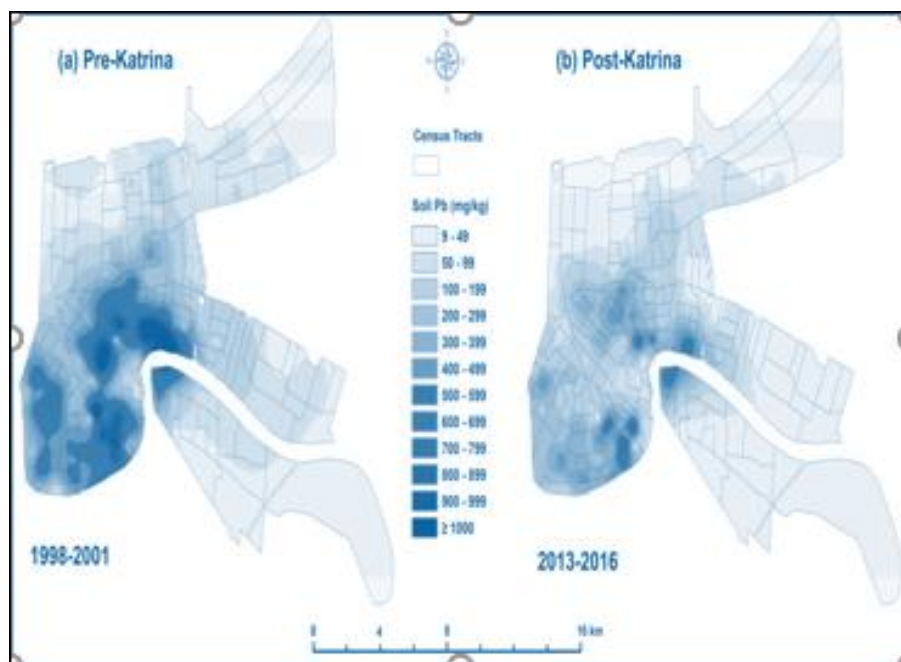 (a) Pre-Katrina
(b) Post-Katrina
Census Tracts
Soil Pb (mg/kg)
9 - 49
50 - 99
100 - 199
200 - 299
300 - 399
400 - 499
500 - 599
600 - 699
700 - 799
800 - 899
900 - 999
≥ 1000
1998-2001
2013-2016
0 4 8 16 km